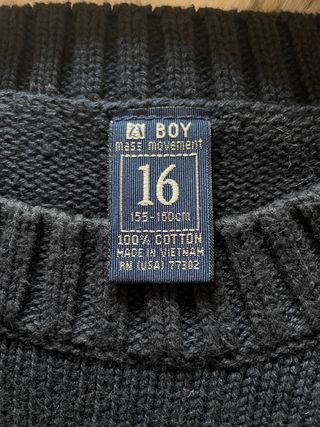 BOY
mass movement
16
155-160cm
100% COTTON
MADE IN VIETNAM
RN (USA) 77302